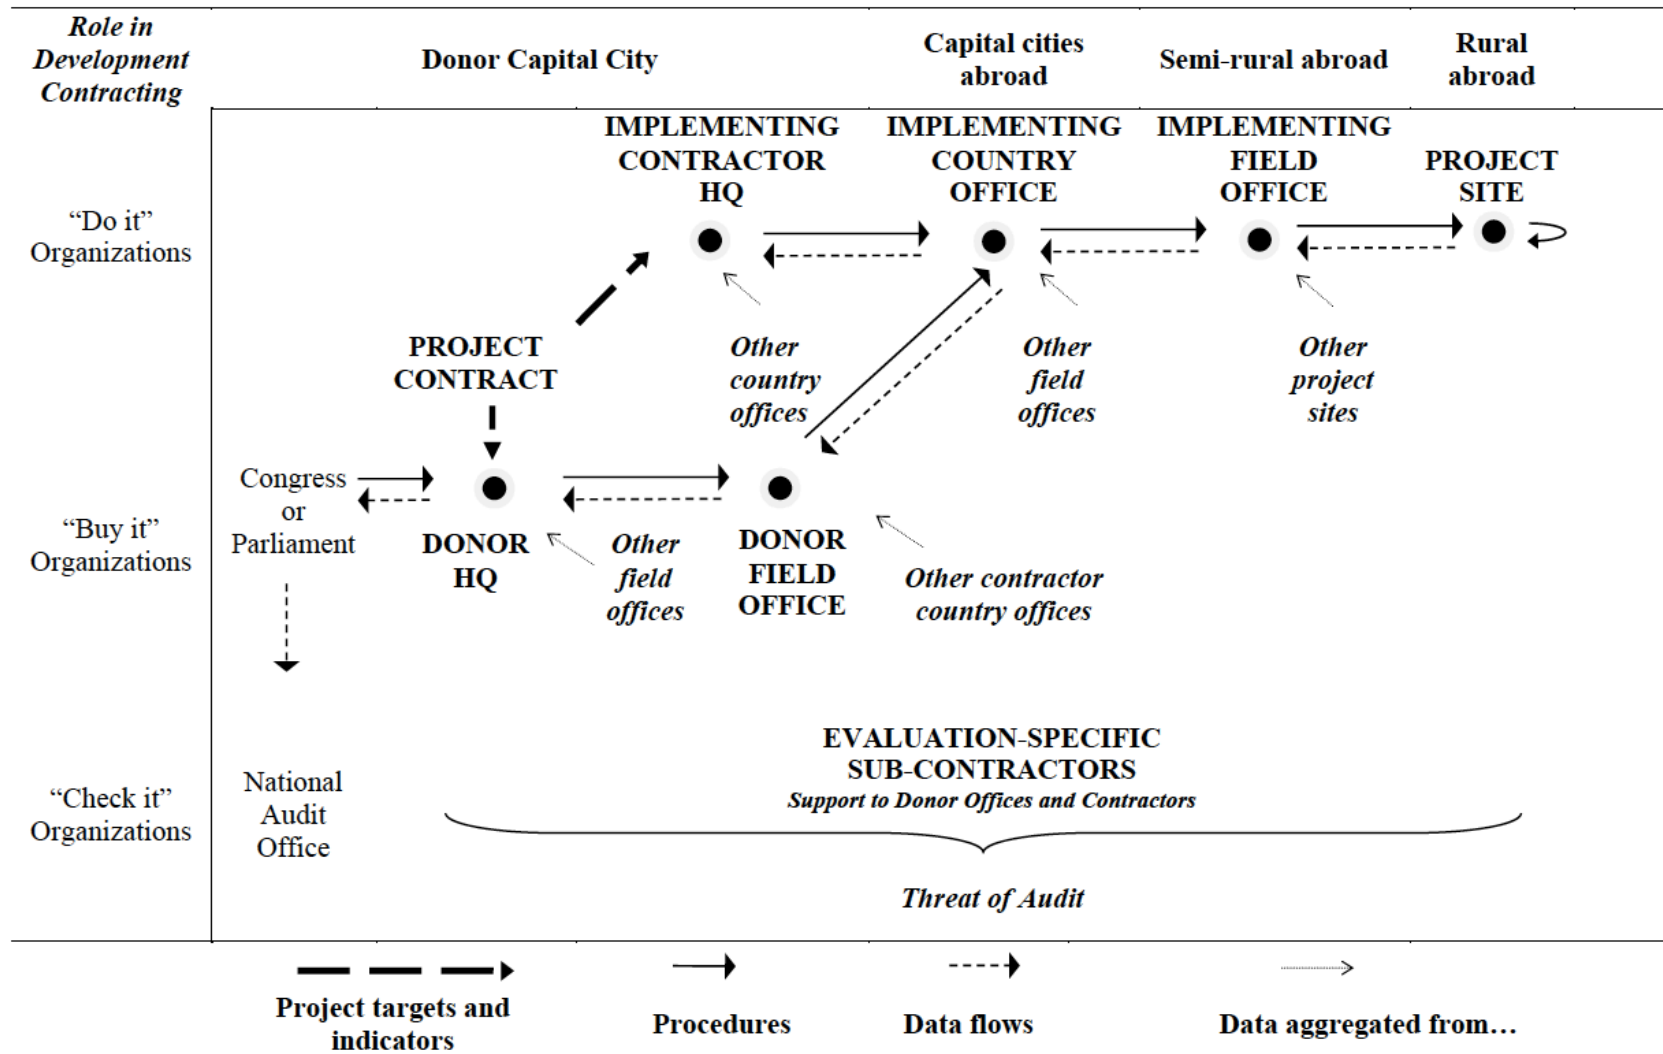 Role in
Development
Contracting
Donor Capital City
Capital cities
abroad
Semi-rural abroad
Rural
abroad
“Do it”
Organizations
IMPLEMENTING
CONTRACTOR
HQ
IMPLEMENTING
COUNTRY
OFFICE
IMPLEMENTING
FIELD
OFFICE
PROJECT
SITE
PROJECT
CONTRACT
Other
country
offices
Other
field
offices
Other
project
sites
“Buy it”
Organizations
Congress
or
Parliament
DONOR
HQ
Other
field
offices
DONOR
FIELD
OFFICE
Other contractor
country offices
“Check it”
Organizations
National
Audit
Office
EVALUATION-SPECIFIC
SUB-CONTRACTORS
Support to Donor Offices and Contractors
Threat of Audit
Project targets and
indicators
Procedures
Data flows
Data aggregated from…